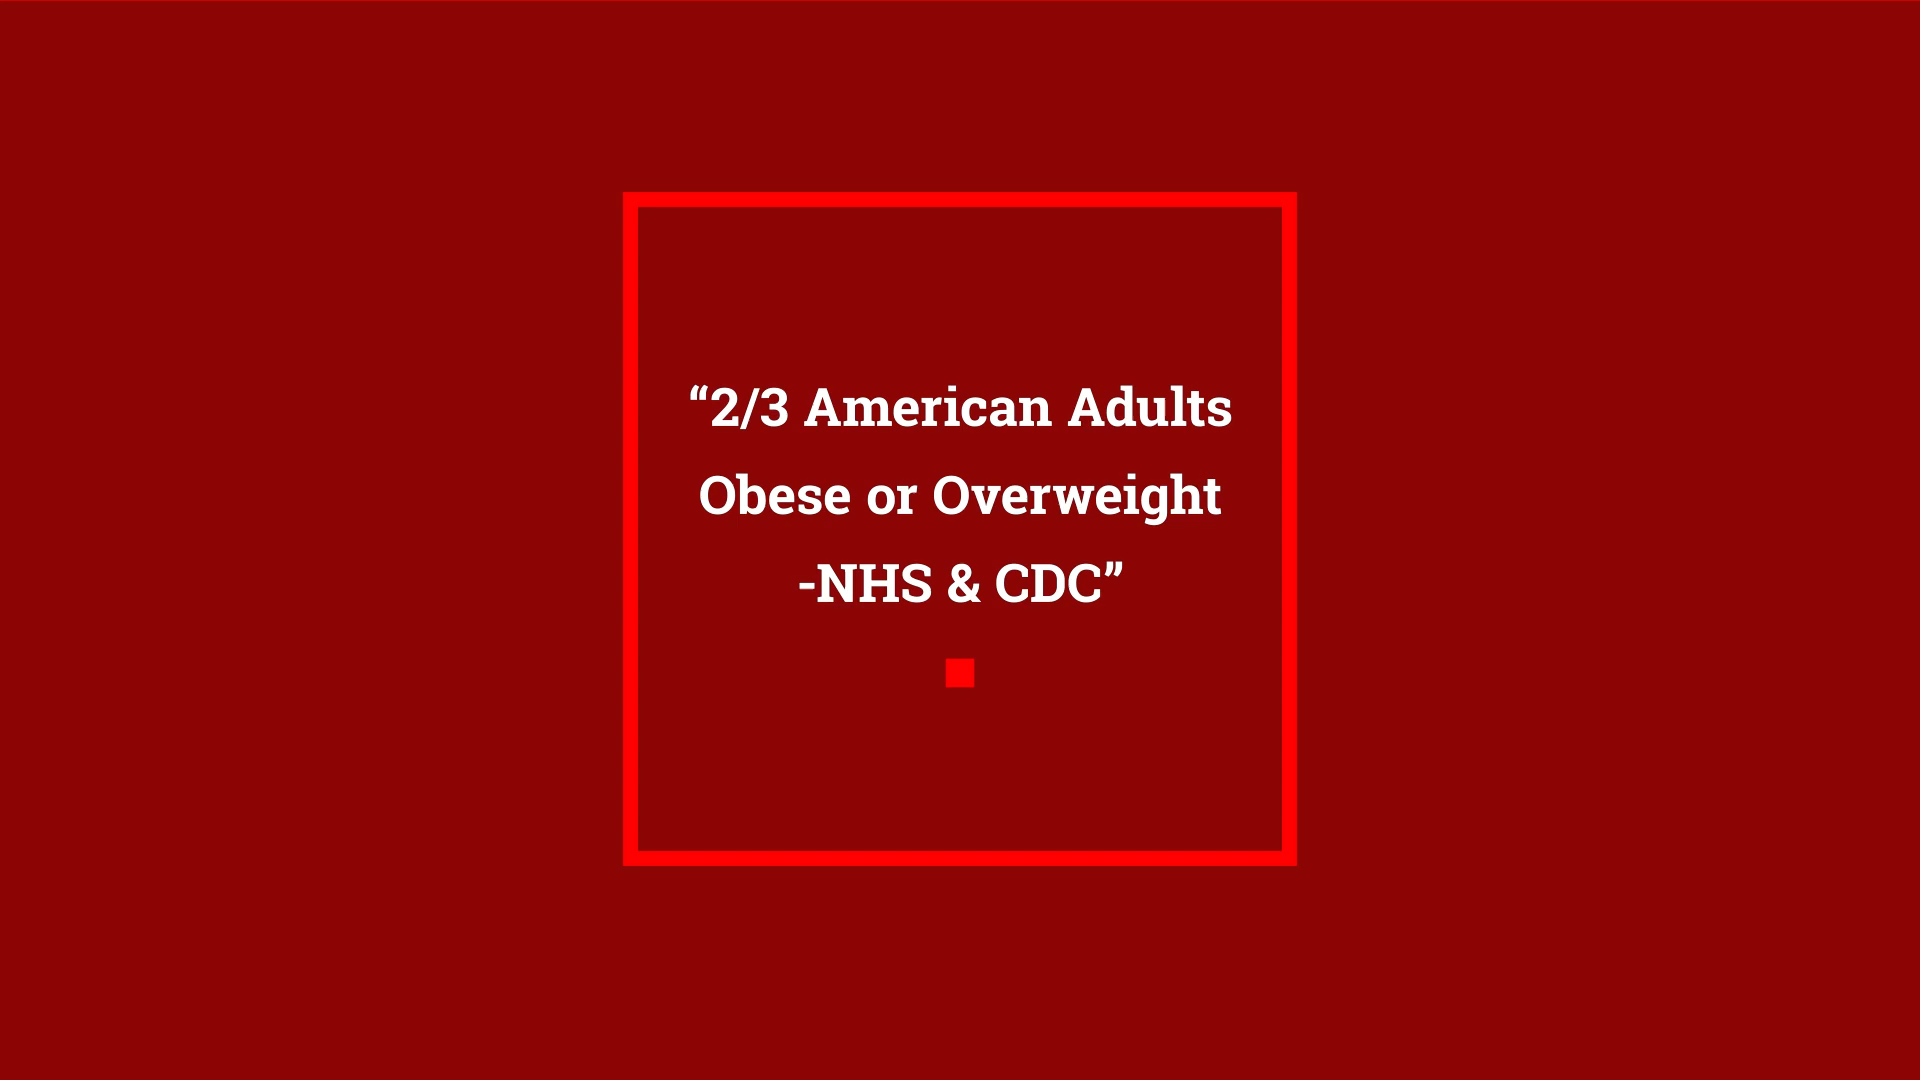 “2/3 American Adults
Obese or Overweight
-NHS & CDC”